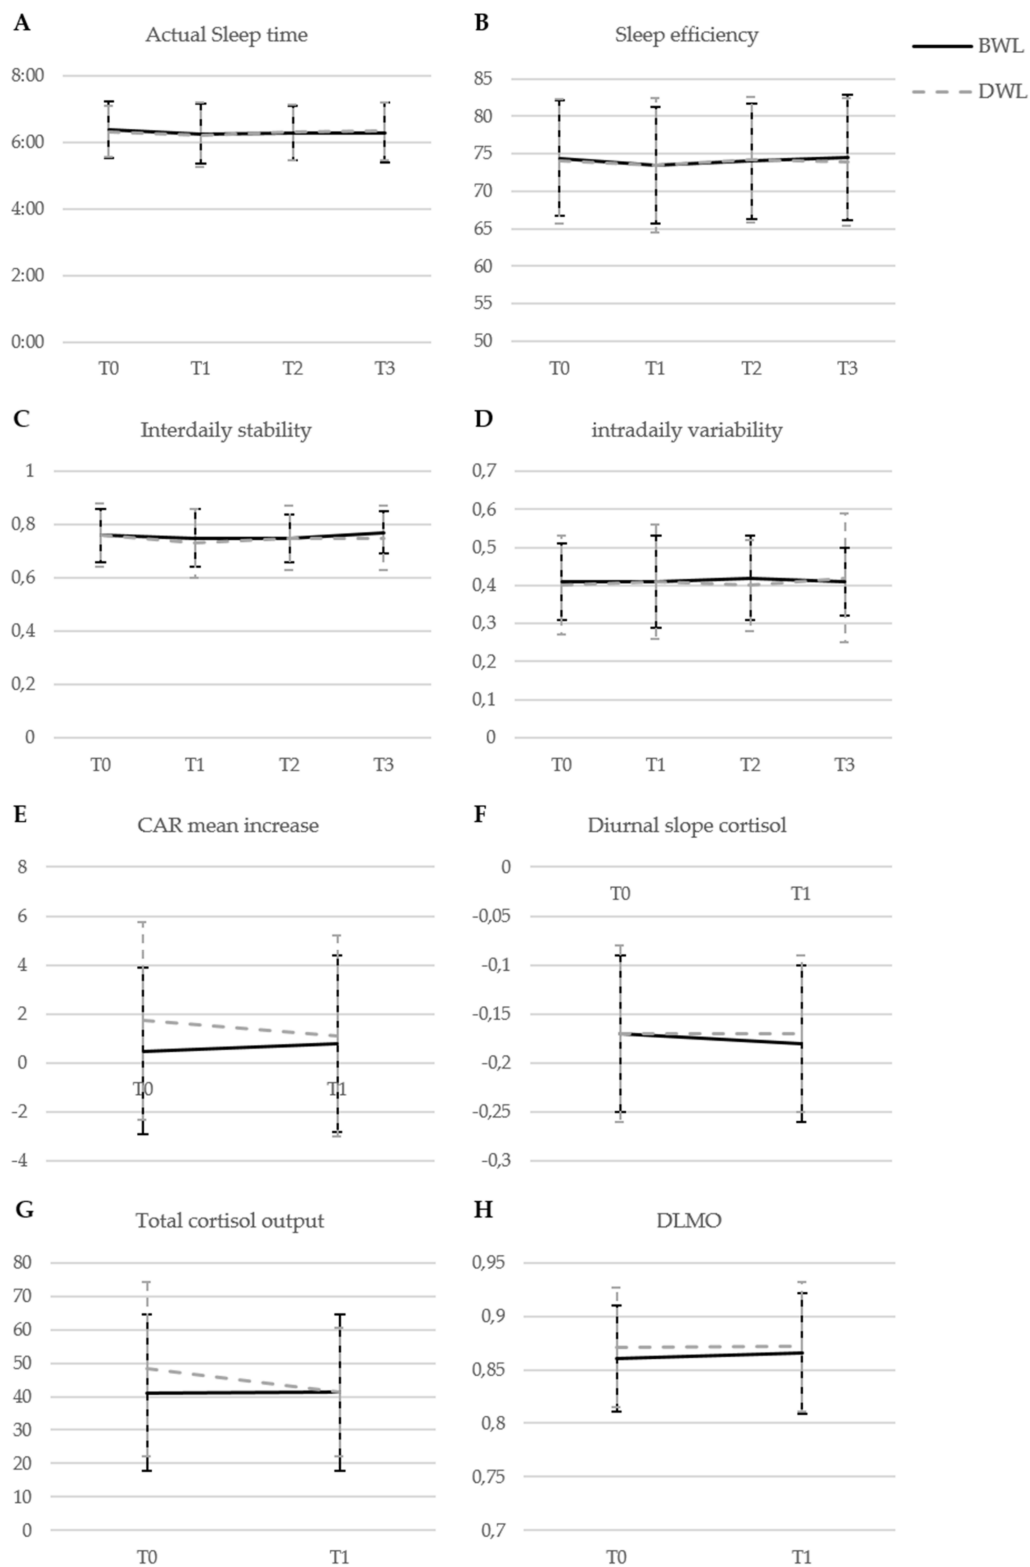 A
Actual Sleep time
8:00
6:00
4:00
2:00
0:00
T0 T1 T2 T3
B
Sleep efficiency
85
80
75
70
65
60
55
50
T0 T1 T2 T3
BWL
DWL
C
Interdaily stability
1
0,8
0,6
0,4
0,2
0
T0 T1 T2 T3
D
intradaily variability
0,7
0,6
0,5
0,4
0,3
0,2
0,1
0
T0 T1 T2 T3
E
CAR mean increase
8
6
4
2
0
-2
-4
T0 T1
F
Diurnal slope cortisol
0
-0,05
-0,1
-0,15
-0,2
-0,25
-0,3
T0 T1
G
Total cortisol output
80
70
60
50
40
30
20
10
0
T0 T1
H
DLMO
0,95
0,9
0,85
0,8
0,75
0,7
T0 T1